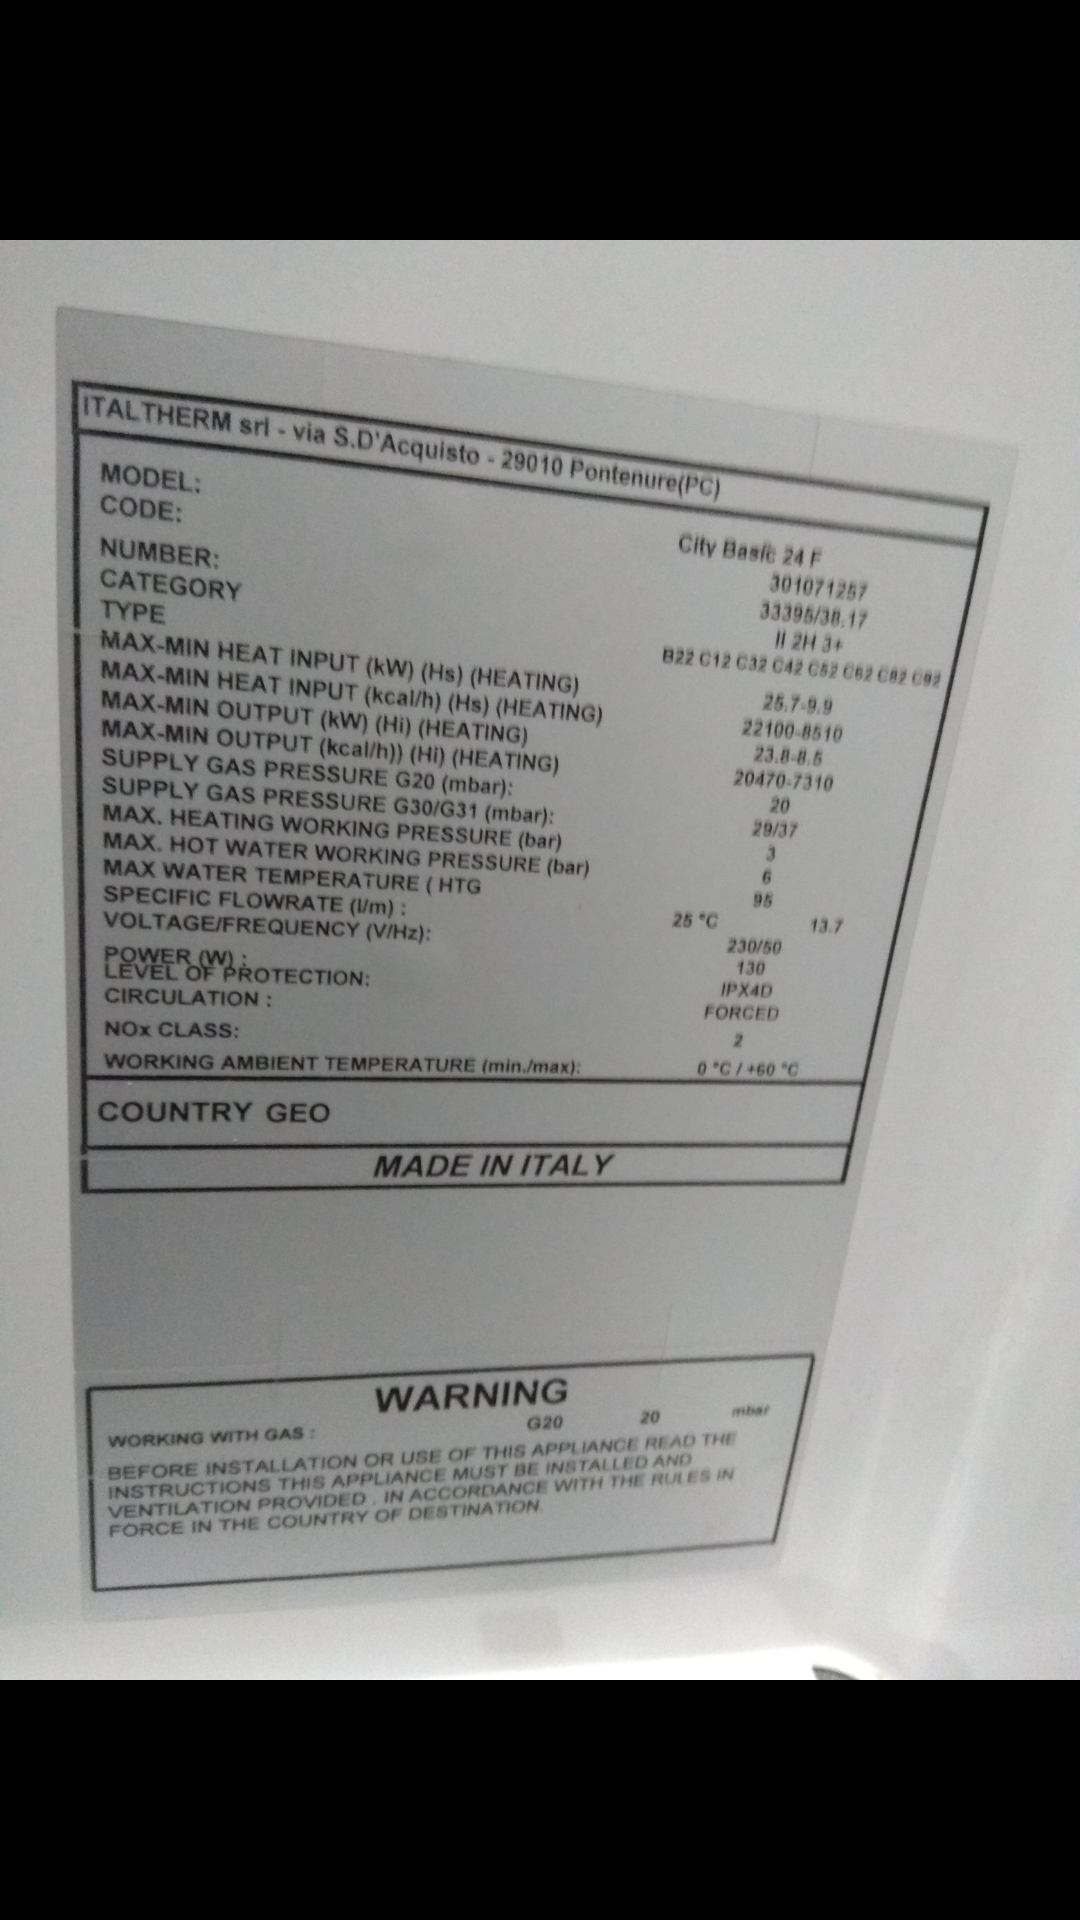 ITALTHERM srl - via S.D'Acquisto - 29010 Pontenure(PC)
MODEL: City Basic 24 F
CODE: 301071257
NUMBER: 33395/38.17
CATEGORY II 2H 3+
TYPE B22 C12 C32 C42 C52 C62 C82 C92
MAX-MIN HEAT INPUT (kW) (Hs) (HEATING) 25.7-9.9
MAX-MIN HEAT INPUT (kcal/h) (Hs) (HEATING) 22100-8510
MAX-MIN OUTPUT (kW) (Hi) (HEATING) 23.8-8.5
MAX-MIN OUTPUT (kcal/h)) (Hi) (HEATING) 20470-7310
SUPPLY GAS PRESSURE G20 (mbar): 20
SUPPLY GAS PRESSURE G30/G31 (mbar): 29/37
MAX. HEATING WORKING PRESSURE (bar) 3
MAX. HOT WATER WORKING PRESSURE (bar) 6
MAX WATER TEMPERATURE ( HTG 95
SPECIFIC FLOWRATE (l/m) : 25 °C 13.7
VOLTAGE/FREQUENCY (V/Hz): 230/50
POWER (W) : 130
LEVEL OF PROTECTION: IPX4D
CIRCULATION : FORCED
NOx CLASS: 2
WORKING AMBIENT TEMPERATURE (min./max): 0 °C / +60 °C
COUNTRY GEO
MADE IN ITALY
WARNING
WORKING WITH GAS : G20 20 mbar
BEFORE INSTALLATION OR USE OF THIS APPLIANCE READ THE
INSTRUCTIONS THIS APPLIANCE MUST BE INSTALLED AND
VENTILATION PROVIDED . IN ACCORDANCE WITH THE RULES IN
FORCE IN THE COUNTRY OF DESTINATION.